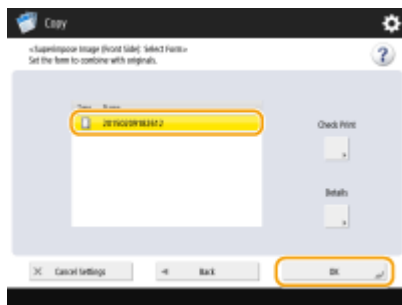 Copy
<Superimpose Image (Front Side): Select Form>
Set the form to combine with originals.
Type Name
20150209183612
Check Print
Details
Cancel Settings
Back
OK